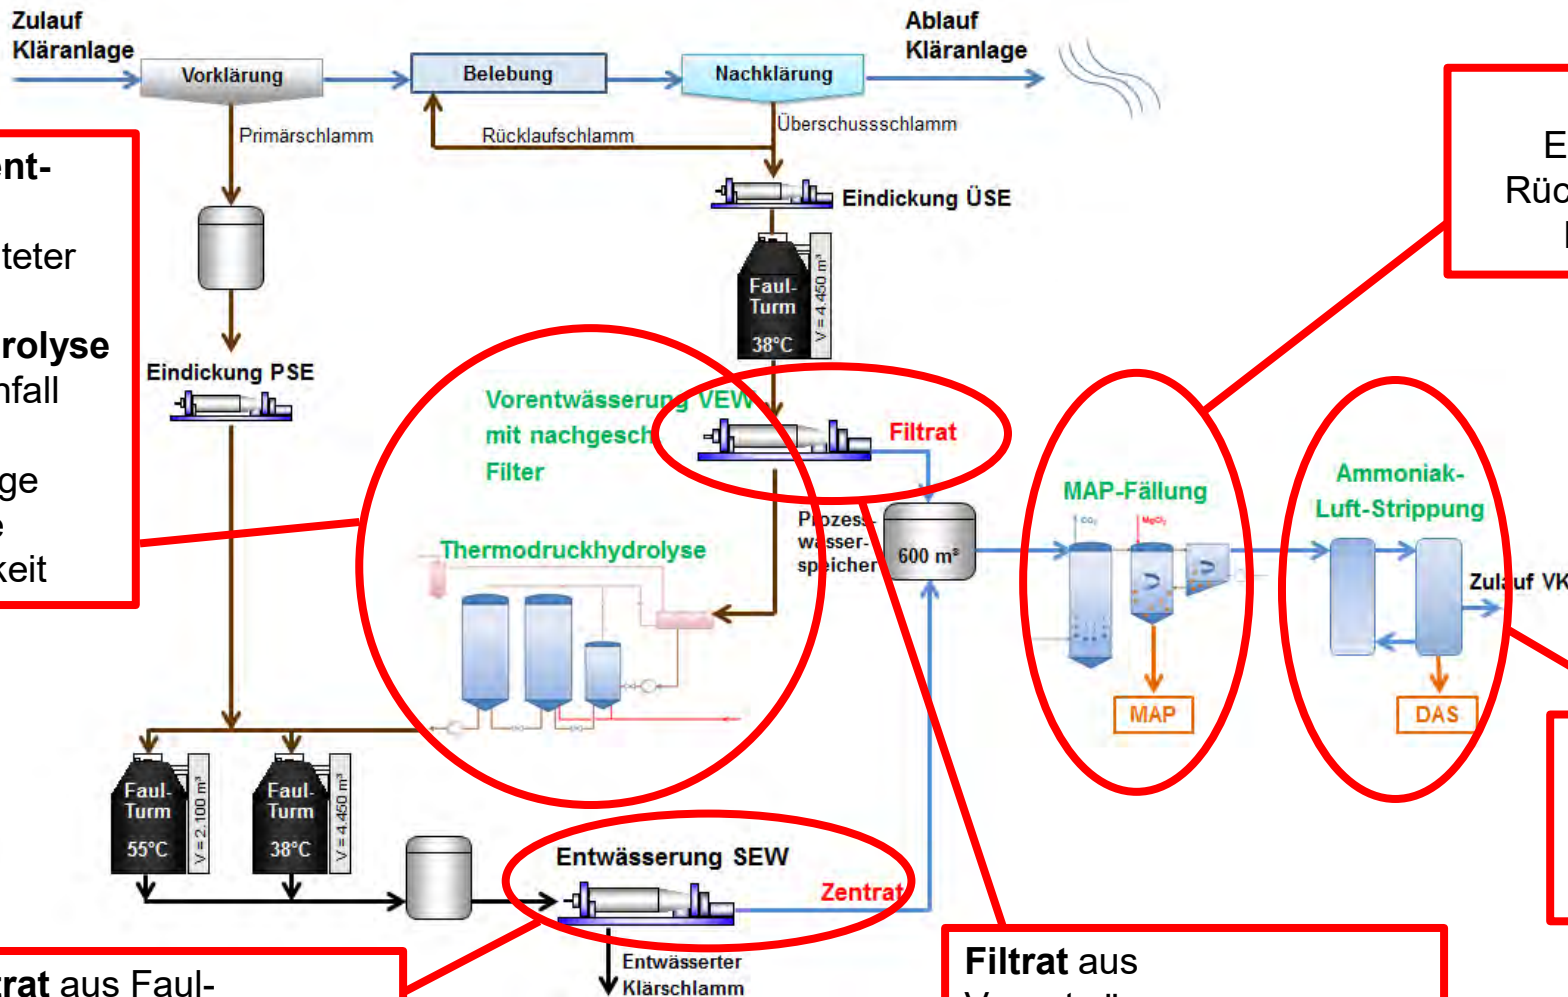 Zulauf
Kläranlage
Ablauf
Kläranlage
Vorklärung
Belebung
Nachklärung
Primärschlamm
Rücklaufschlamm
Überschussschlamm
Eindickung ÜSE
Faul-
Turm
38°C
V = 4.450 m³
ent-
teter
rolyse
nfall
ge
keit
Eindickung PSE
Vorentwässerung VEW
mit nachgesch
Filter
Filtrat
Thermodruckhydrolyse
Prozess-
wasser-
speicher
600 m³
MAP-Fällung
CO₂
MgCl₂
MAP
Ammoniak-
Luft-Strippung
Zulauf VK
DAS
E
Rüc
Faul-
Turm
55°C
V = 2.100 m³
Faul-
Turm
38°C
V = 4.450 m³
Entwässerung SEW
Zentrat
Entwässerter
Klärschlamm
trat aus Faul-
Filtrat aus